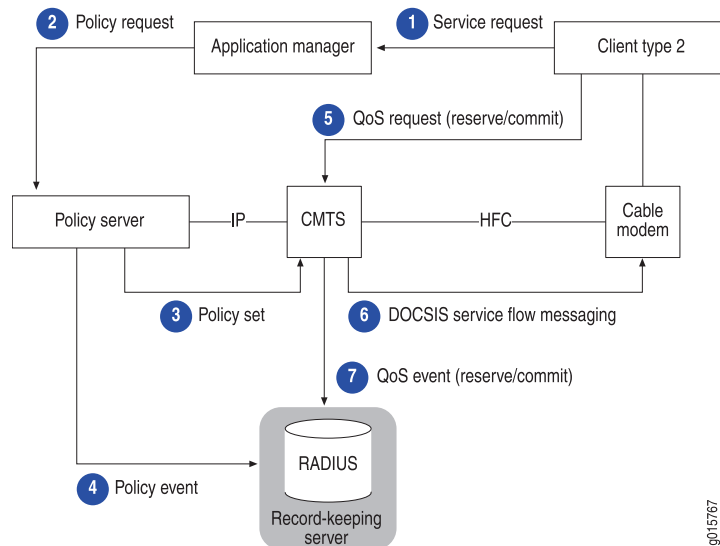 2 Policy request
1 Service request
Application manager
Client type 2
5 QoS request (reserve/commit)
Policy server
IP
CMTS
HFC
Cable
modem
3 Policy set
6 DOCSIS service flow messaging
7 QoS event (reserve/commit)
RADIUS
4 Policy event
Record-keeping
server
g015767